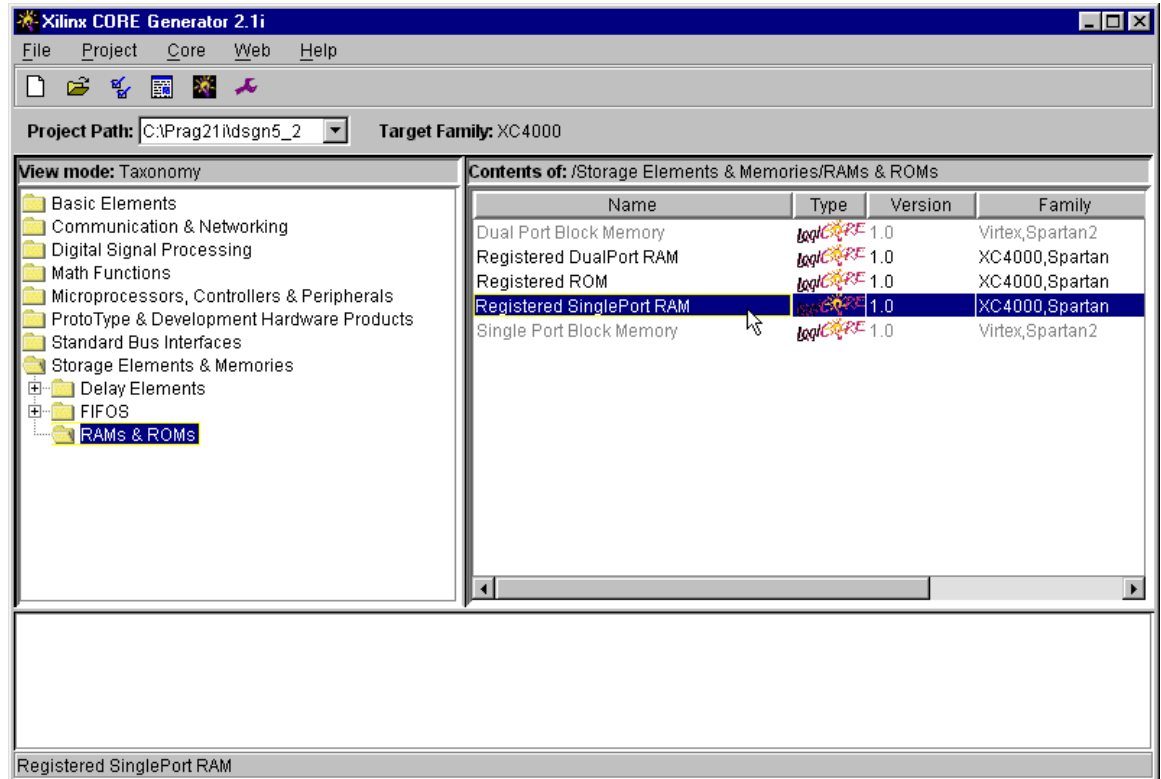 Xilinx CORE Generator 2.1i
File Project Core Web Help
Project Path: C:\Prag21i\dsgn5_2 Target Family: XC4000
View mode: Taxonomy
Basic Elements
Communication & Networking
Digital Signal Processing
Math Functions
Microprocessors, Controllers & Peripherals
ProtoType & Development Hardware Products
Standard Bus Interfaces
Storage Elements & Memories
Delay Elements
FIFOS
RAMs & ROMs
Contents of: /Storage Elements & Memories/RAMs & ROMs
Name Type Version Family
Dual Port Block Memory LogiCORE 1.0 Virtex,Spartan2
Registered DualPort RAM LogiCORE 1.0 XC4000,Spartan
Registered ROM LogiCORE 1.0 XC4000,Spartan
Registered SinglePort RAM LogiCORE 1.0 XC4000,Spartan
Single Port Block Memory LogiCORE 1.0 Virtex,Spartan2
Registered SinglePort RAM